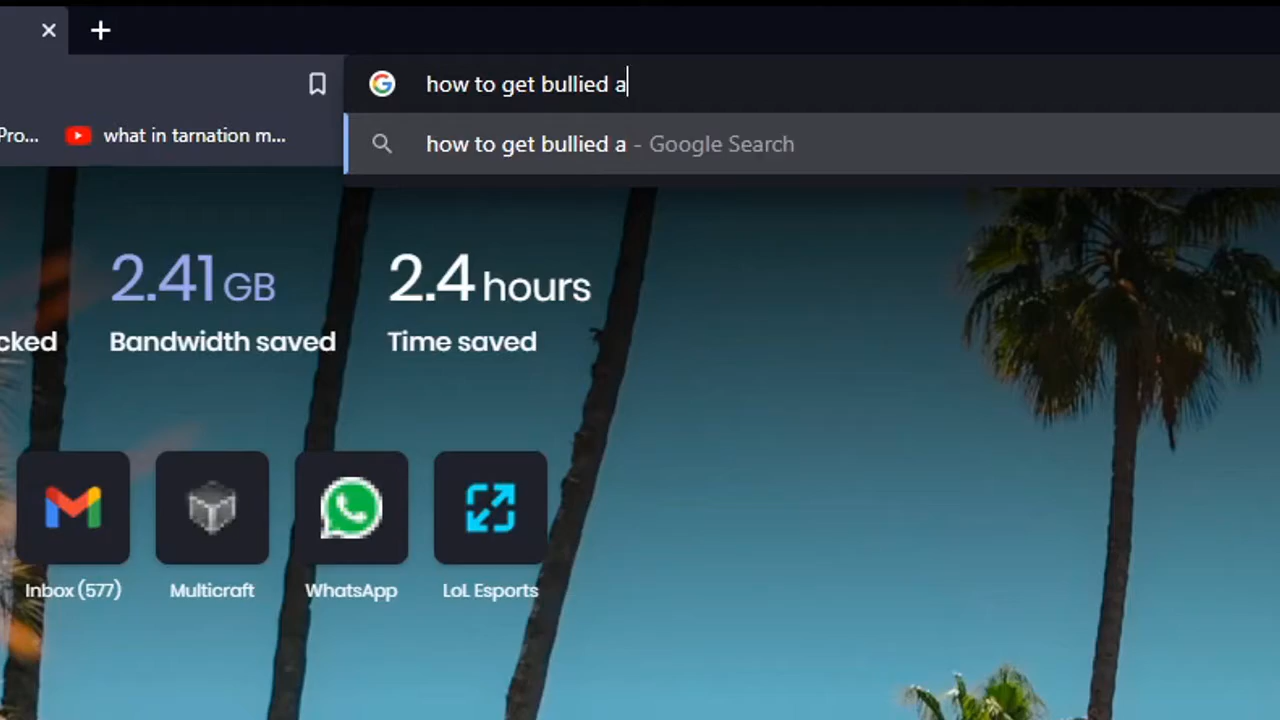 how to get bullied a
Pro... what in tarnation m...
how to get bullied a - Google Search
2.41 GB 2.4 hours
cked Bandwidth saved Time saved
Inbox (577) Multicraft WhatsApp LoL Esports